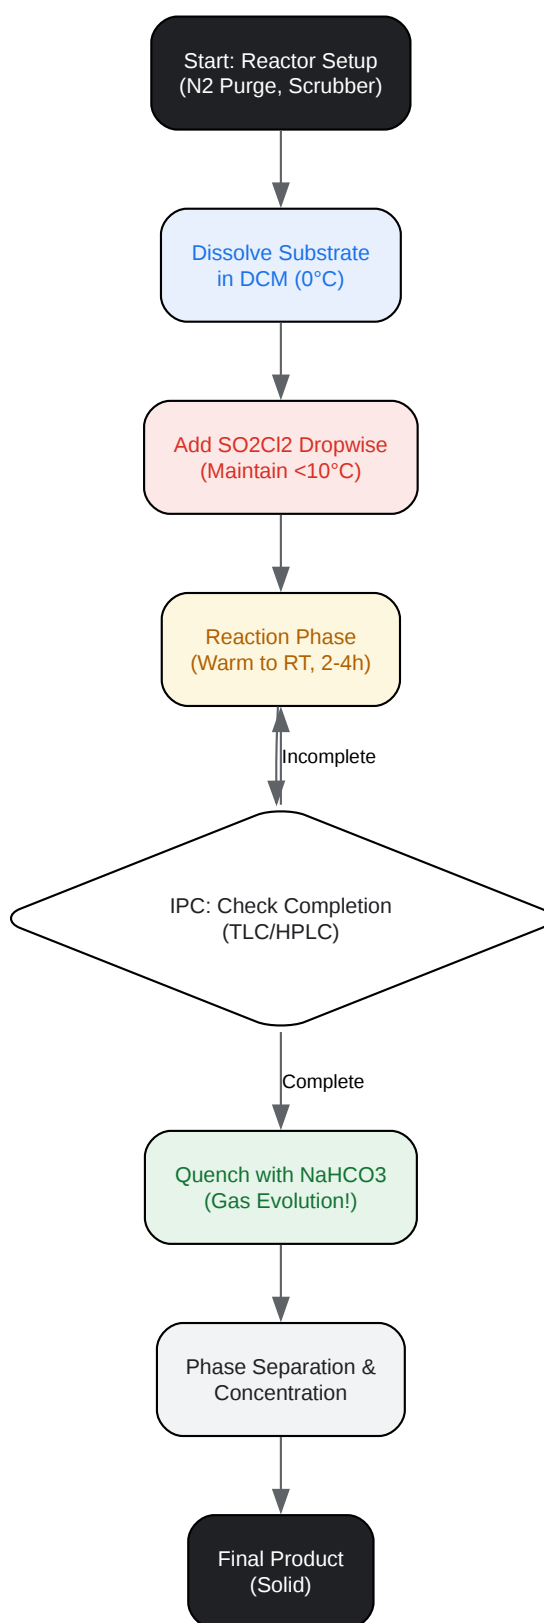 Start: Reactor Setup
(N2 Purge, Scrubber)
Dissolve Substrate
in DCM (0°C)
Add SO2Cl2 Dropwise
(Maintain <10°C)
Reaction Phase
(Warm to RT, 2-4h)
Incomplete
IPC: Check Completion
(TLC/HPLC)
Complete
Quench with NaHCO3
(Gas Evolution!)
Phase Separation &
Concentration
Final Product
(Solid)